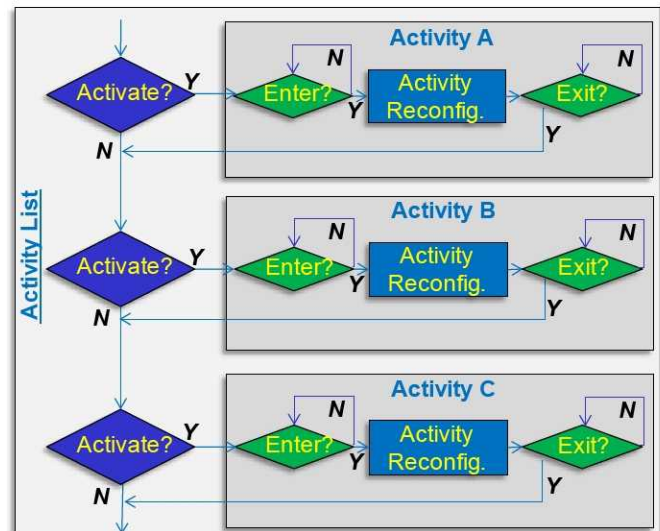 Activity List
Activity A
Activate?
Y
Enter?
N
Y
Activity
Reconfig.
Exit?
N
Y
N
Activity B
Activate?
Y
Enter?
N
Y
Activity
Reconfig.
Exit?
N
Y
N
Activity C
Activate?
Y
Enter?
N
Y
Activity
Reconfig.
Exit?
N
Y
N